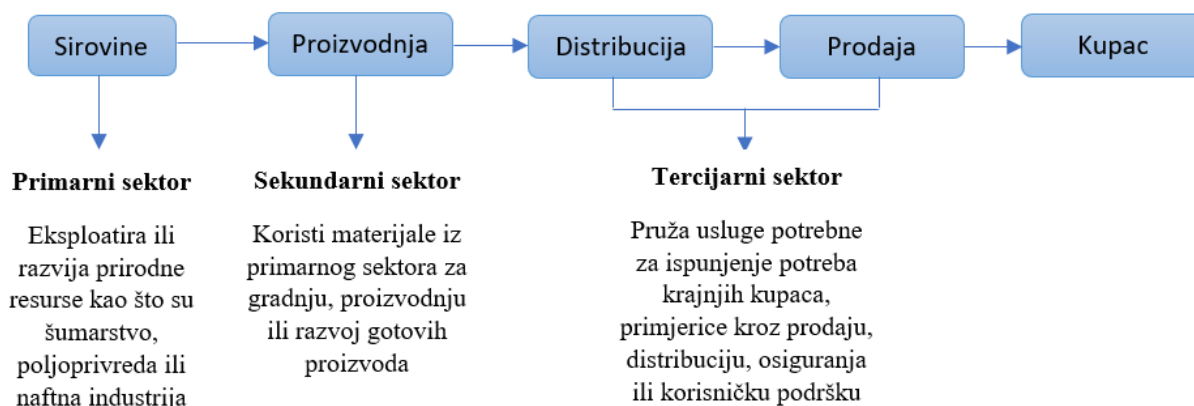 Sirovine
Proizvodnja
Distribucija
Prodaja
Kupac
Primarni sektor
Eksploatira ili
razvija prirodne
resurse kao što su
šumarstvo,
poljoprivreda ili
naftna industrija
Sekundarni sektor
Koristi materijale iz
primarnog sektora za
gradnju, proizvodnju
ili razvoj gotovih
proizvoda
Tercijarni sektor
Pruža usluge potrebne
za ispunjenje potreba
krajnjih kupaca,
primjerice kroz prodaju,
distribuciju, osiguranja
ili korisničku podršku